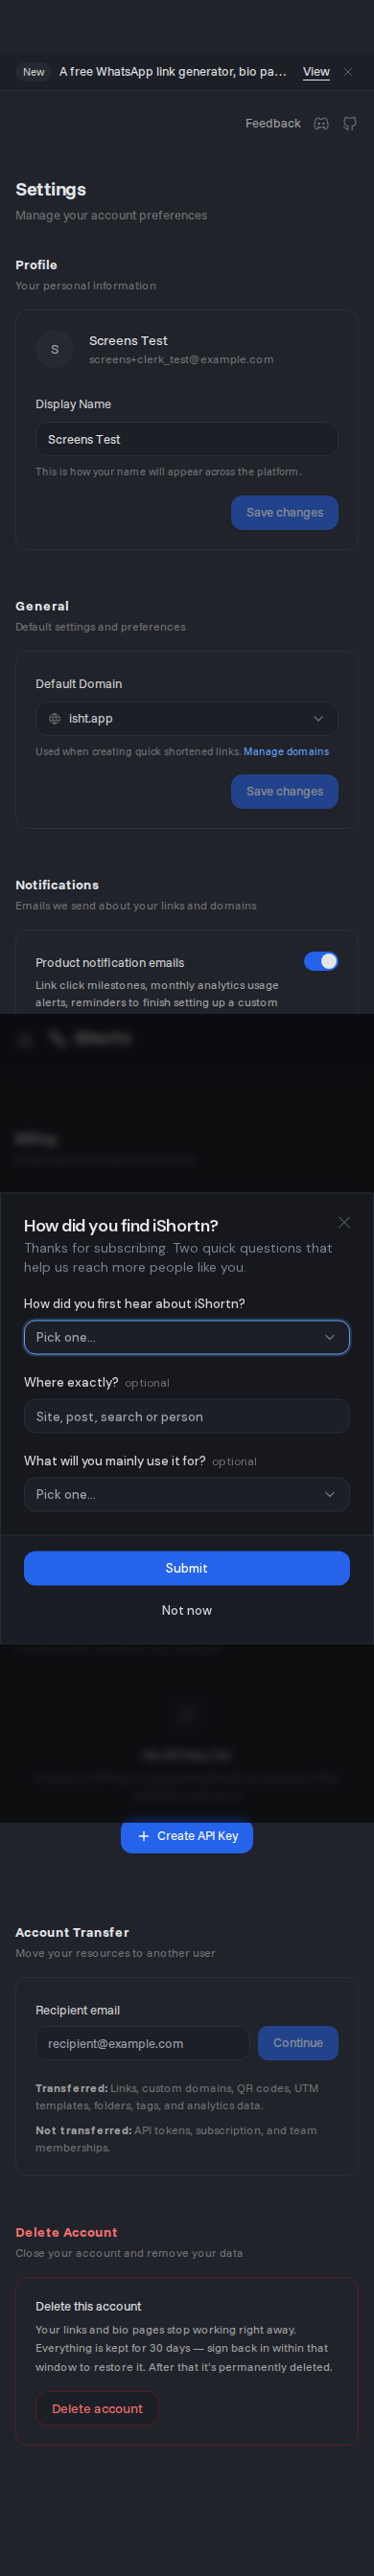 New A free WhatsApp link generator, bio pa... View
Feedback
Settings
Manage your account preferences
Profile
Your personal information
S
Screens Test
screens+clerk_test@example.com
Display Name
Screens Test
This is how your name will appear across the platform.
Save changes
General
Default settings and preferences
Default Domain
isht.app
Used when creating quick shortened links. Manage domains
Save changes
Notifications
Emails we send about your links and domains
Product notification emails
Link click milestones, monthly analytics usage
alerts, reminders to finish setting up a custom
Billing
How did you find iShortn?
Thanks for subscribing. Two quick questions that
help us reach more people like you.
How did you first hear about iShortn?
Pick one...
Where exactly? optional
Site, post, search or person
What will you mainly use it for? optional
Pick one...
Submit
Not now
Create API Key
Account Transfer
Move your resources to another user
Recipient email
recipient@example.com
Continue
Transferred: Links, custom domains, QR codes, UTM
templates, folders, tags, and analytics data.
Not transferred: API tokens, subscription, and team
memberships.
Delete Account
Close your account and remove your data
Delete this account
Your links and bio pages stop working right away.
Everything is kept for 30 days — sign back in within that
window to restore it. After that it's permanently deleted.
Delete account